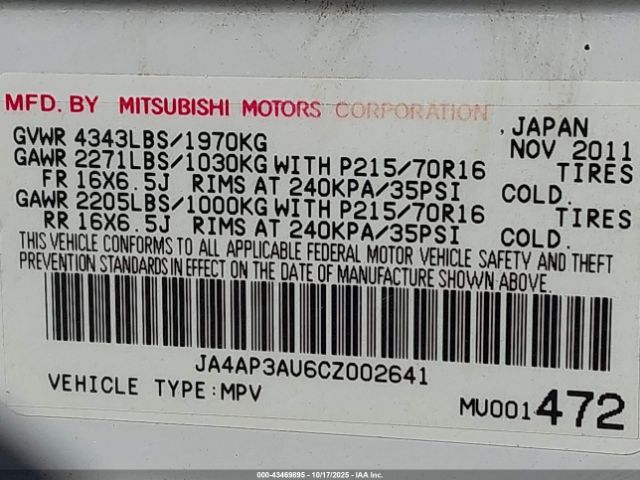 MFD. BY MITSUBISHI MOTORS CORPORATION, JAPAN
GVWR 4343LBS/1970KG NOV 2011
GAWR 2271LBS/1030KG WITH P215/70R16 TIRES
FR 16X6.5J RIMS AT 240KPA/35PSI COLD.
GAWR 2205LBS/1000KG WITH P215/70R16 TIRES
RR 16X6.5J RIMS AT 240KPA/35PSI COLD.
THIS VEHICLE CONFORMS TO ALL APPLICABLE FEDERAL MOTOR VEHICLE SAFETY AND THEFT
PREVENTION STANDARDS IN EFFECT ON THE DATE OF MANUFACTURE SHOWN ABOVE.
JA4AP3AU6CZ002641
VEHICLE TYPE:MPV MU001472
000-43469895 - 10/17/2025 - IAA, Inc.